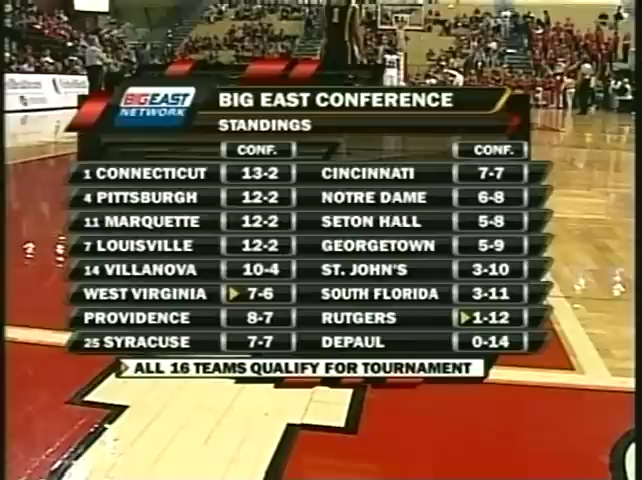 BIG EAST
NETWORK
BIG EAST CONFERENCE
STANDINGS
CONF. CONF.
1 CONNECTICUT 13-2 CINCINNATI 7-7
4 PITTSBURGH 12-2 NOTRE DAME 6-8
11 MARQUETTE 12-2 SETON HALL 5-8
7 LOUISVILLE 12-2 GEORGETOWN 5-9
14 VILLANOVA 10-4 ST. JOHN'S 3-10
WEST VIRGINIA 7-6 SOUTH FLORIDA 3-11
PROVIDENCE 8-7 RUTGERS 1-12
25 SYRACUSE 7-7 DEPAUL 0-14
ALL 16 TEAMS QUALIFY FOR TOURNAMENT